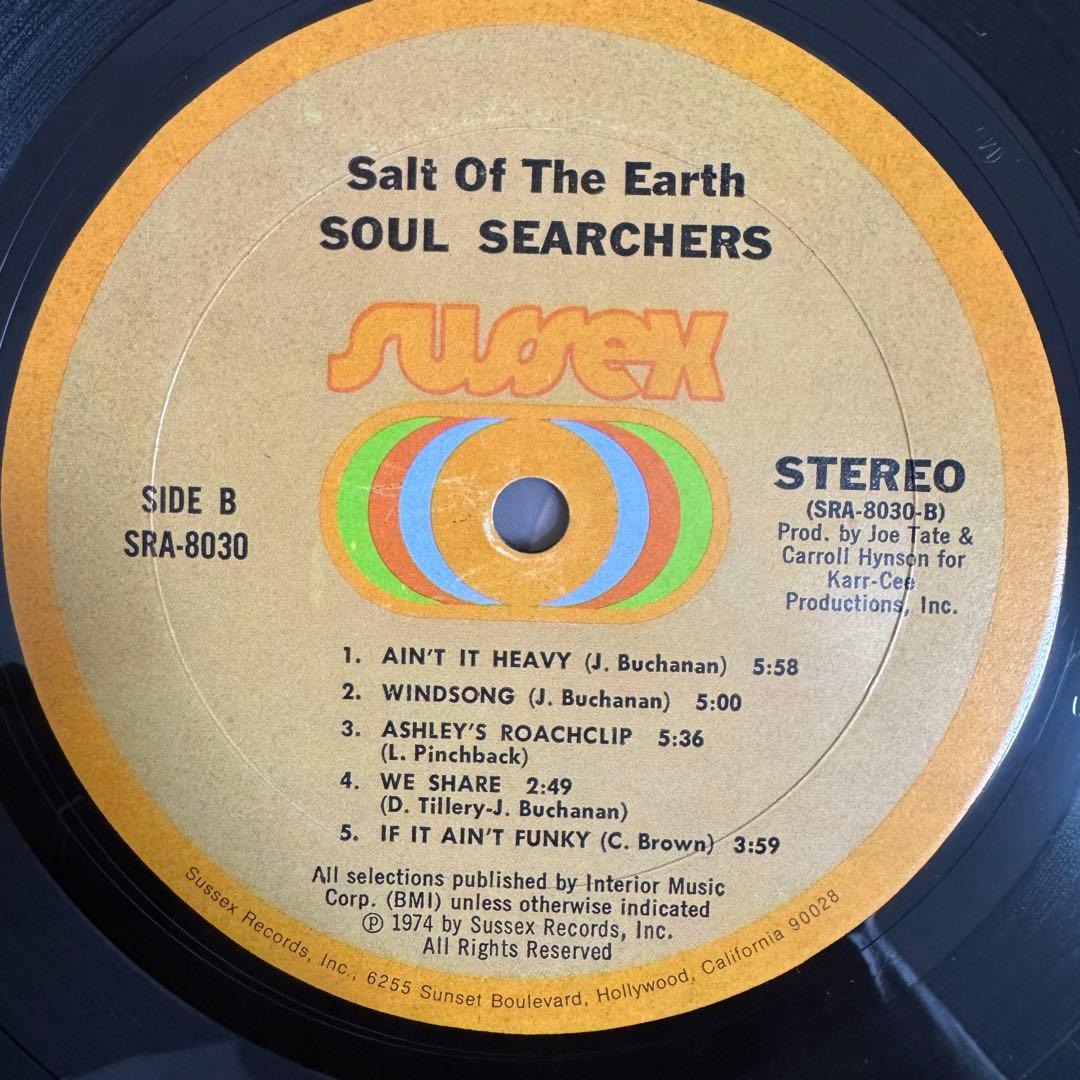 Salt Of The Earth
SOUL SEARCHERS
sussex
SIDE B
SRA-8030
STEREO
(SRA-8030-B)
Prod. by Joe Tate &
Carroll Hynson for
Karr-Cee
Productions, Inc.
1. AIN'T IT HEAVY (J. Buchanan) 5:58
2. WINDSONG (J. Buchanan) 5:00
3. ASHLEY'S ROACHCLIP 5:36
(L. Pinchback)
4. WE SHARE 2:49
(D. Tillery-J. Buchanan)
5. IF IT AIN'T FUNKY (C. Brown) 3:59
All selections published by Interior Music
Corp. (BMI) unless otherwise indicated
℗ 1974 by Sussex Records, Inc.
All Rights Reserved
Sussex Records, Inc., 6255 Sunset Boulevard, Hollywood, California 90028